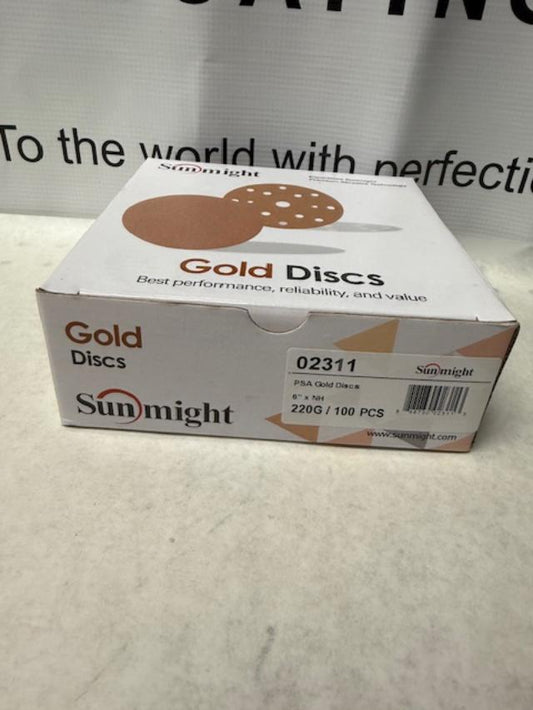 To the world with perfecti
Sunmight
Gold Discs
Best performance, reliability, and value
Gold
Discs
Sunmight
02311
Sunmight
PSA Gold Discs
6" x NH
220G / 100 PCS
www.sunmight.com